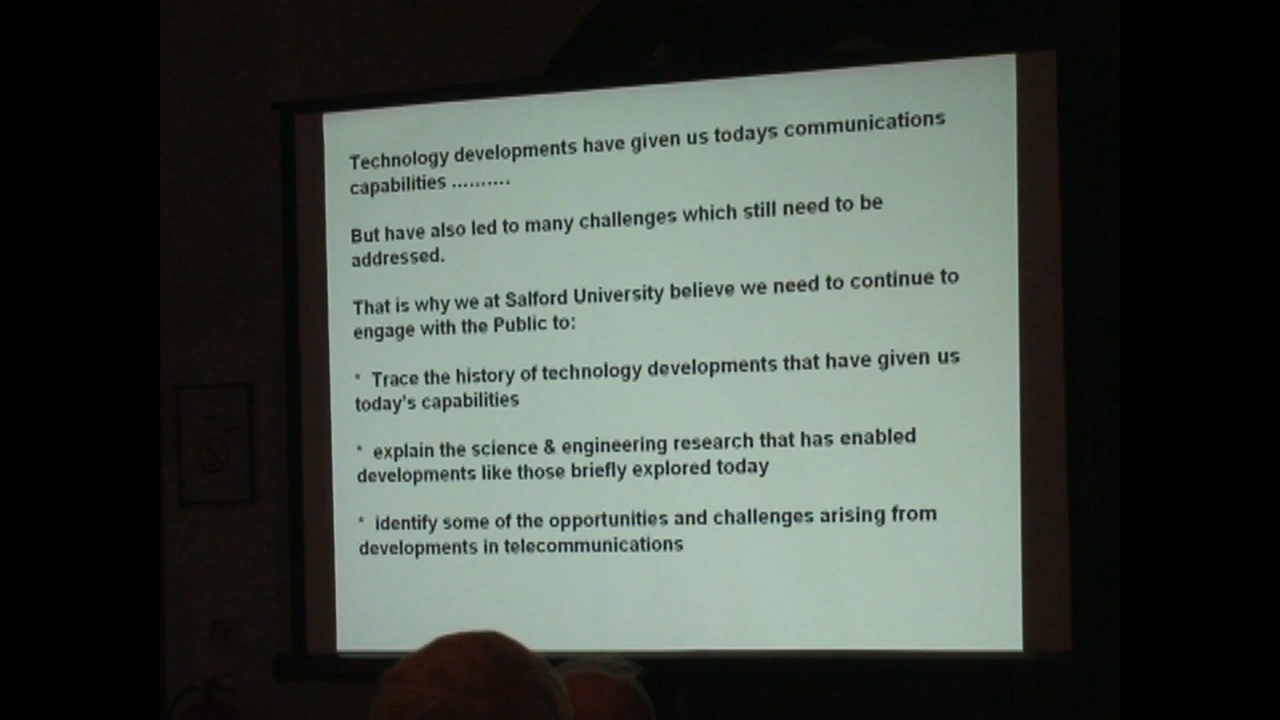 Technology developments have given us todays communications
capabilities ..........
But have also led to many challenges which still need to be
addressed.
That is why we at Salford University believe we need to continue to
engage with the Public to:
* Trace the history of technology developments that have given us
today's capabilities
* explain the science & engineering research that has enabled
developments like those briefly explored today
* identify some of the opportunities and challenges arising from
developments in telecommunications